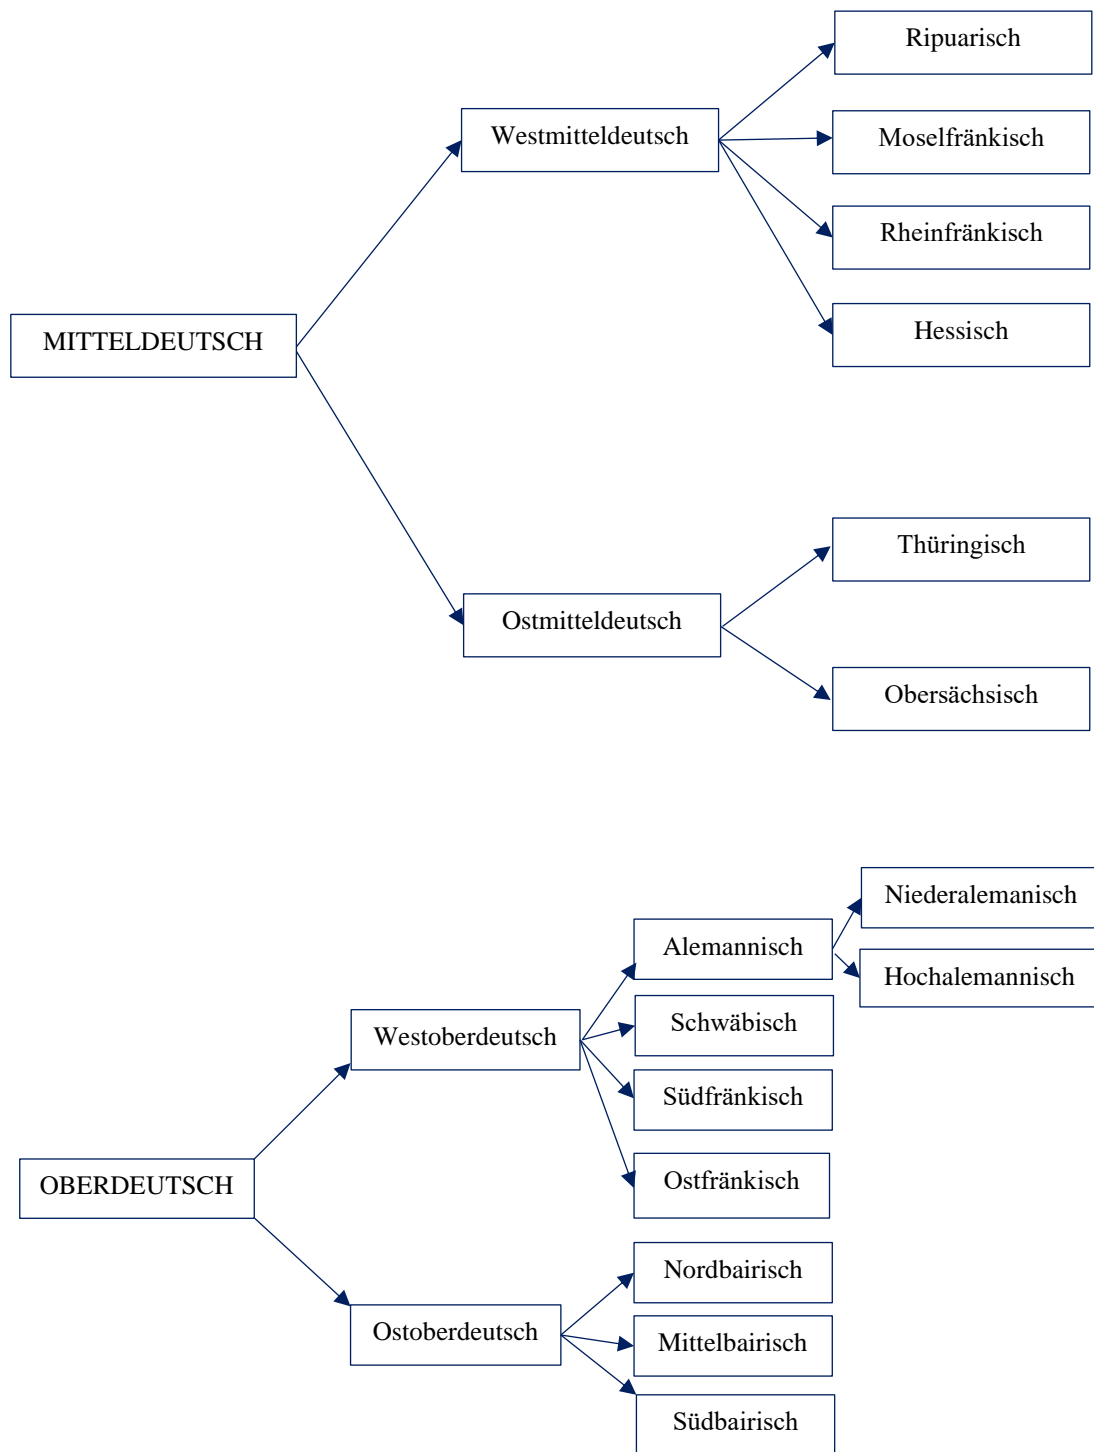 Ripuarisch
Westmitteldeutsch
Moselfränkisch
Rheinfränkisch
Hessisch
MITTELDEUTSCH
Thüringisch
Ostmitteldeutsch
Obersächsisch
Niederalemanisch
Alemannisch
Hochalemannisch
Schwäbisch
Westoberdeutsch
Südfränkisch
Ostfränkisch
OBERDEUTSCH
Nordbairisch
Ostoberdeutsch
Mittelbairisch
Südbairisch